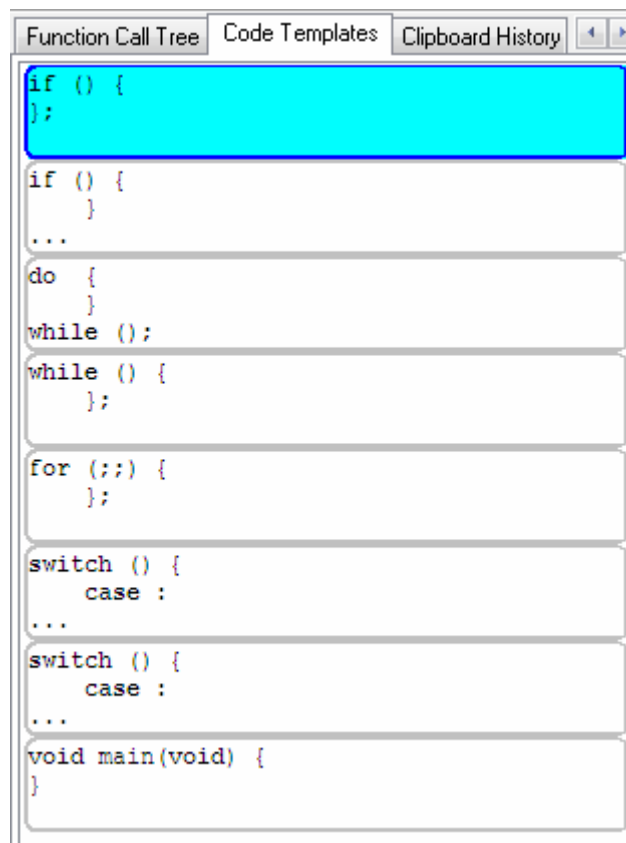 Function Call Tree Code Templates Clipboard History
if () {
};
if () {
    }
...
do  {
    }
while ();
while () {
    };
for (;;) {
    };
switch () {
    case :
...
switch () {
    case :
...
void main(void) {
}